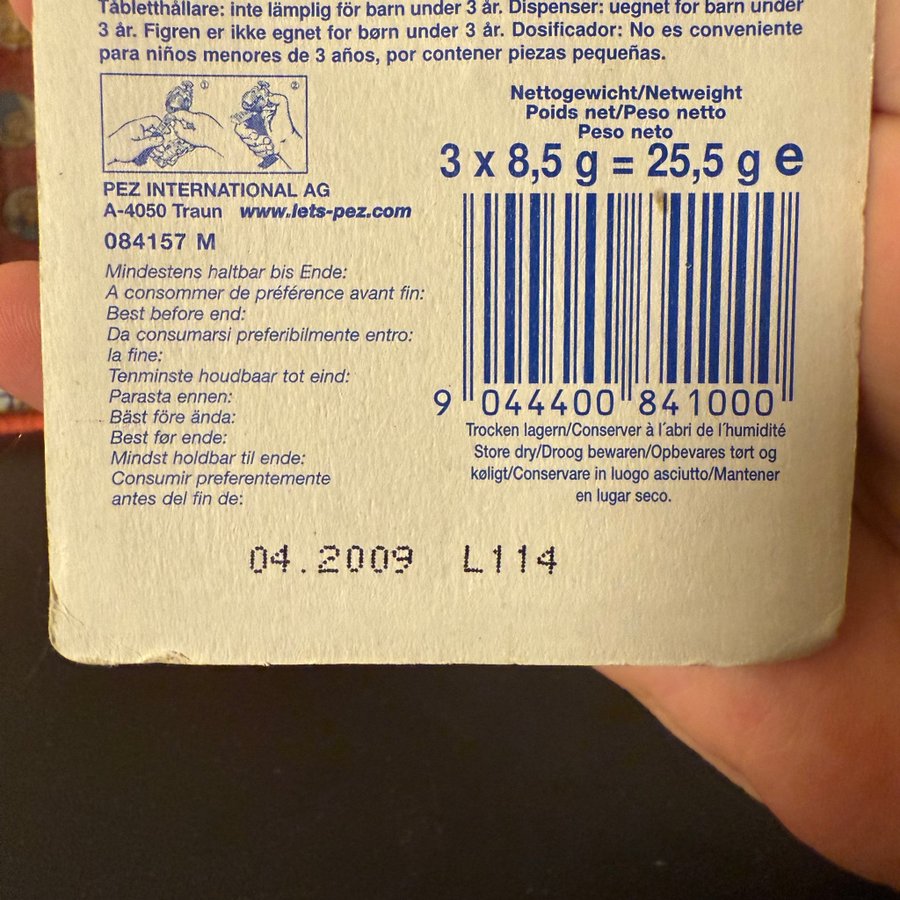 Tabletthållare: inte lämplig för barn under 3 år. Dispenser: uegnet for barn under
3 år. Figren er ikke egnet for børn under 3 år. Dosificador: No es conveniente
para niños menores de 3 años, por contener piezas pequeñas.
1 2
PEZ INTERNATIONAL AG
A-4050 Traun www.lets-pez.com
084157 M
Mindestens haltbar bis Ende:
A consommer de préférence avant fin:
Best before end:
Da consumarsi preferibilmente entro:
la fine:
Tenminste houdbaar tot eind:
Parasta ennen:
Bäst före ända:
Best før ende:
Mindst holdbar til ende:
Consumir preferentemente
antes del fin de:
Nettogewicht/Netweight
Poids net/Peso netto
Peso neto
3 x 8,5 g = 25,5 g e
9 044400 841000
Trocken lagern/Conserver à l´abri de l´humidité
Store dry/Droog bewaren/Opbevares tørt og
køligt/Conservare in luogo asciutto/Mantener
en lugar seco.
04.2009 L114